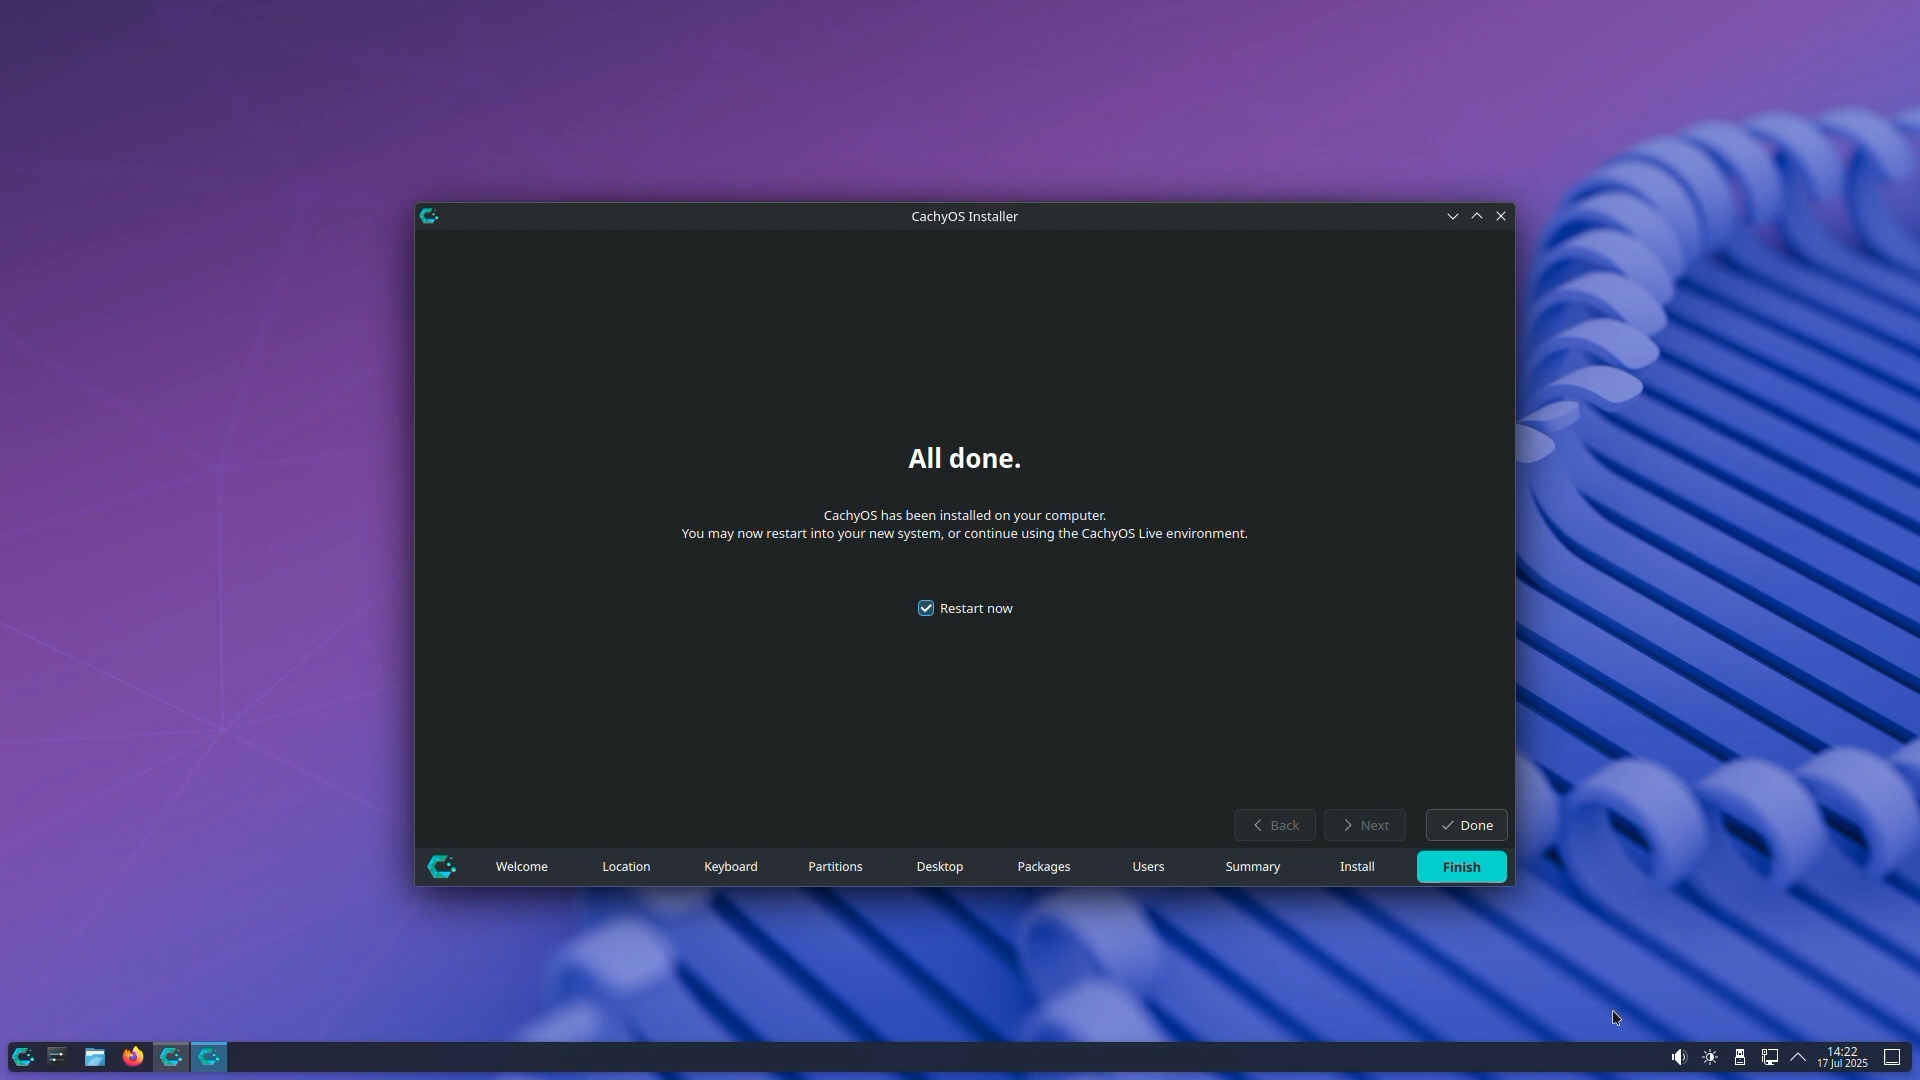 CachyOS Installer
All done.
CachyOS has been installed on your computer.
You may now restart into your new system, or continue using the CachyOS Live environment.
Restart now
Back
Next
Done
Welcome
Location
Keyboard
Partitions
Desktop
Packages
Users
Summary
Install
Finish
14:22
17 Jul 2025